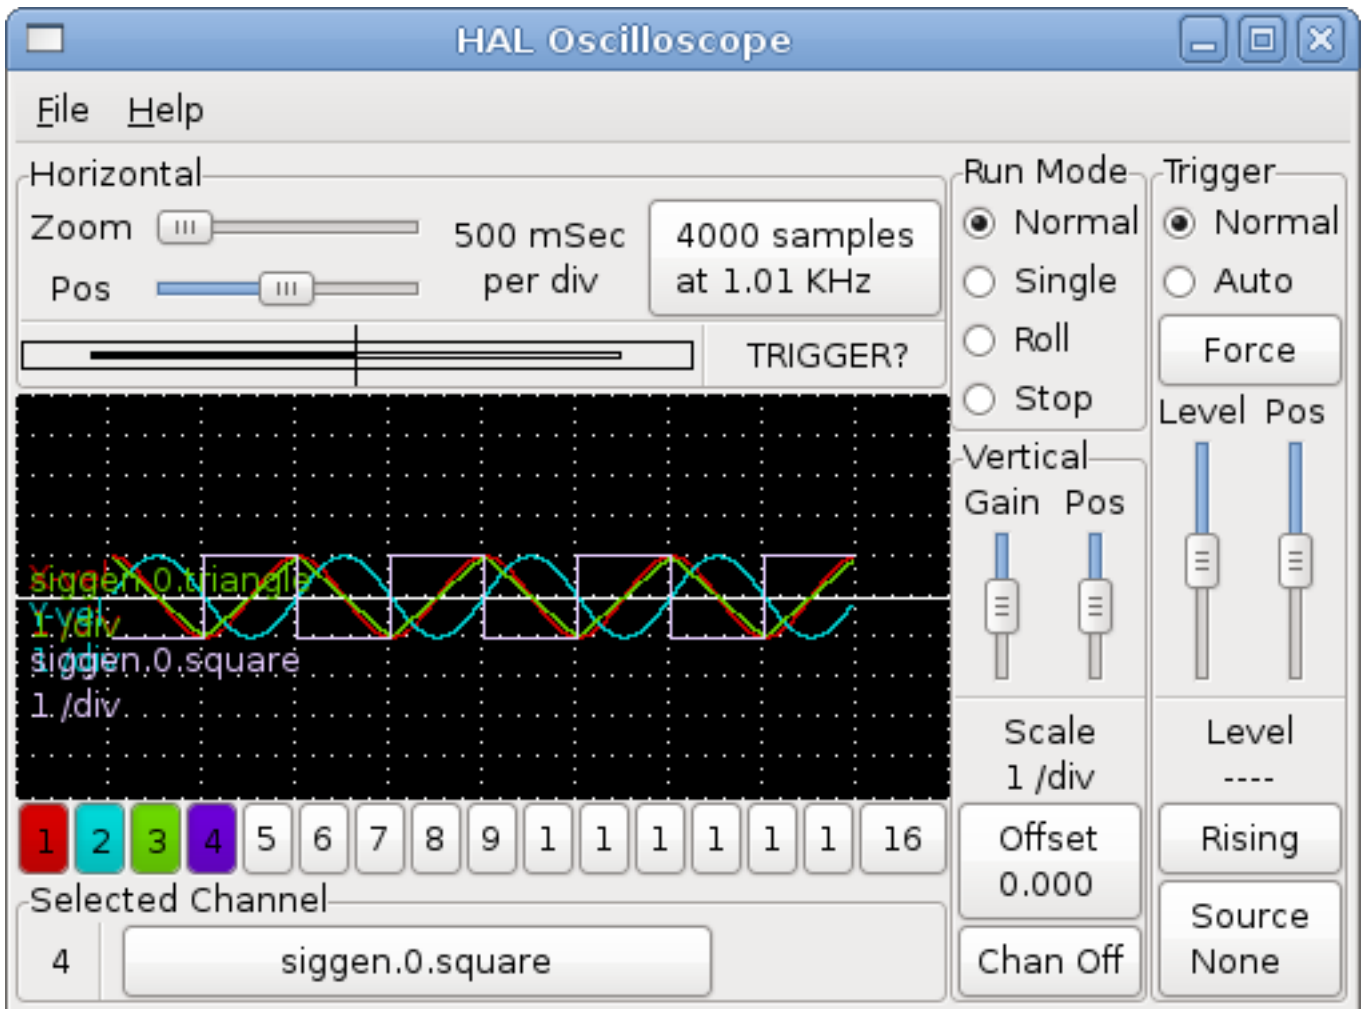 HAL Oscilloscope
File Help
Horizontal
Zoom
Pos
500 mSec
per div
4000 samples
at 1.01 KHz
TRIGGER?
Run Mode
Normal
Single
Roll
Stop
Trigger
Normal
Auto
Force
Level Pos
Vertical
Gain Pos
siggen.0.triangle
Y-vel
1 /div
siggen.0.square
1 /div
Scale
1 /div
Offset
0.000
Chan Off
Level
----
Rising
Source
None
1 2 3 4 5 6 7 8 9 1 1 1 1 1 1 16
Selected Channel
4 siggen.0.square